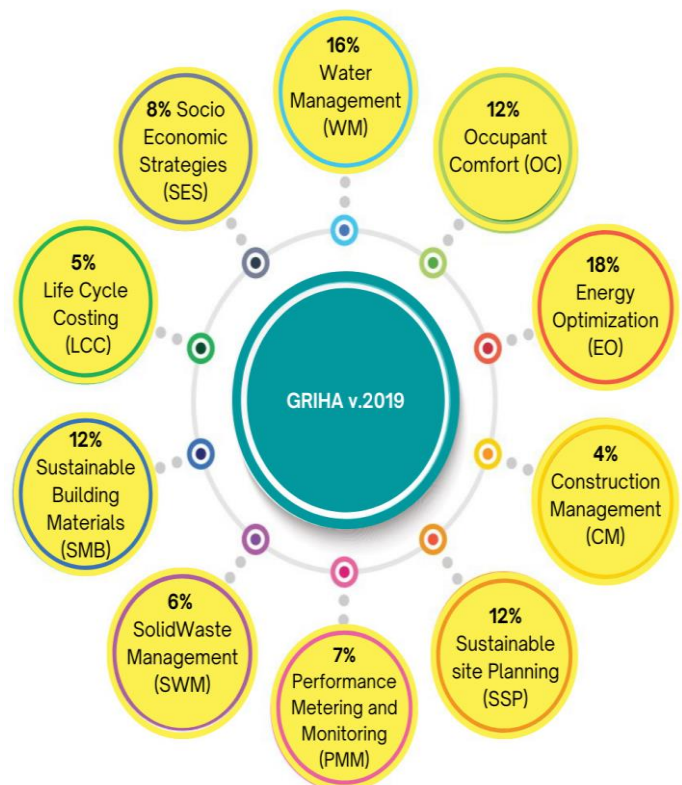 16%
Water
Management
(WM)
12%
Occupant
Comfort (OC)
18%
Energy
Optimization
(EO)
4%
Construction
Management
(CM)
12%
Sustainable
site Planning
(SSP)
7%
Performance
Metering and
Monitoring
(PMM)
6%
SolidWaste
Management
(SWM)
12%
Sustainable
Building
Materials
(SMB)
5%
Life Cycle
Costing
(LCC)
8% Socio
Economic
Strategies
(SES)
GRIHA v.2019